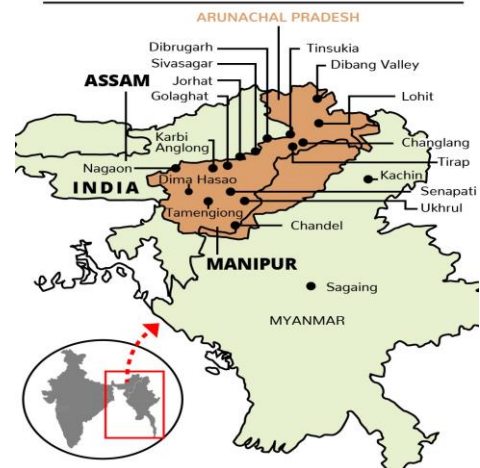 ARUNACHAL PRADESH
Dibrugarh
Tinsukia
Sivasagar
Dibang Valley
Jorhat
ASSAM
Golaghat
Lohit
Karbi
Anglong
Changlang
Nagaon
Tirap
Dima Hasao
Kachin
INDIA
Senapati
Tamengiong
Ukhrul
Chandel
MANIPUR
Sagaing
MYANMAR